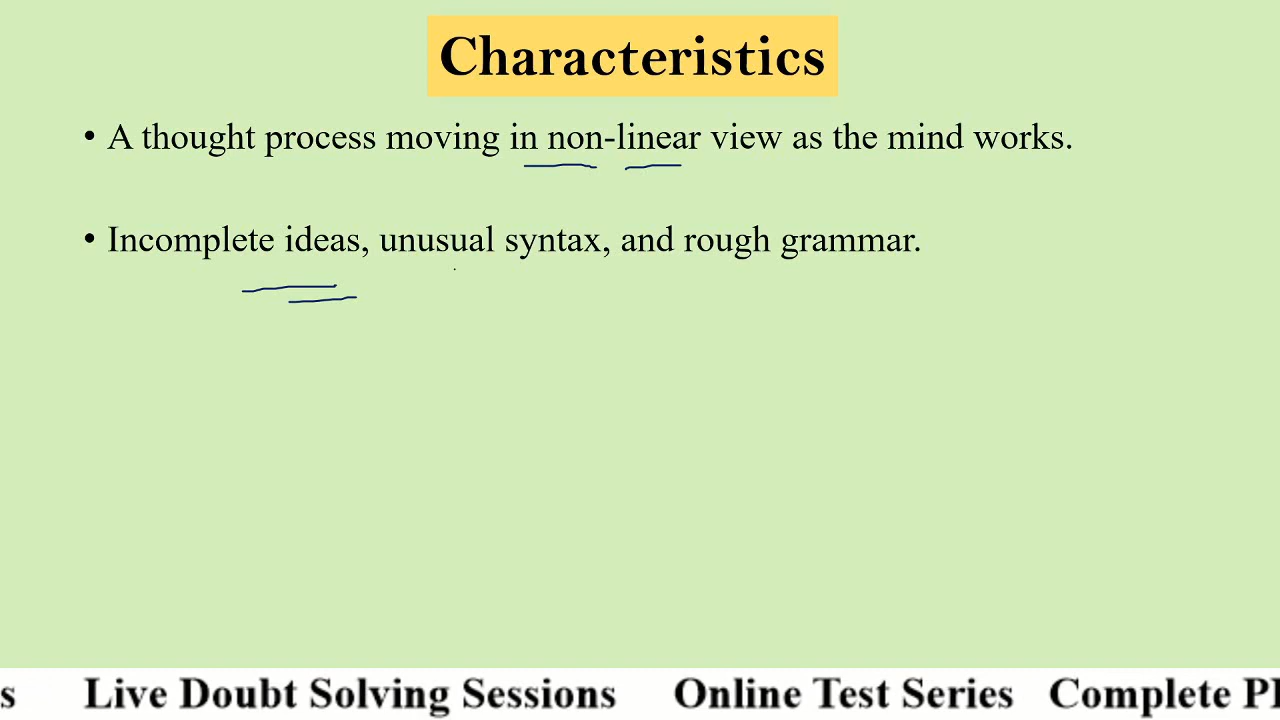 Characteristics
• A thought process moving in non-linear view as the mind works.
• Incomplete ideas, unusual syntax, and rough grammar.
s Live Doubt Solving Sessions Online Test Series Complete